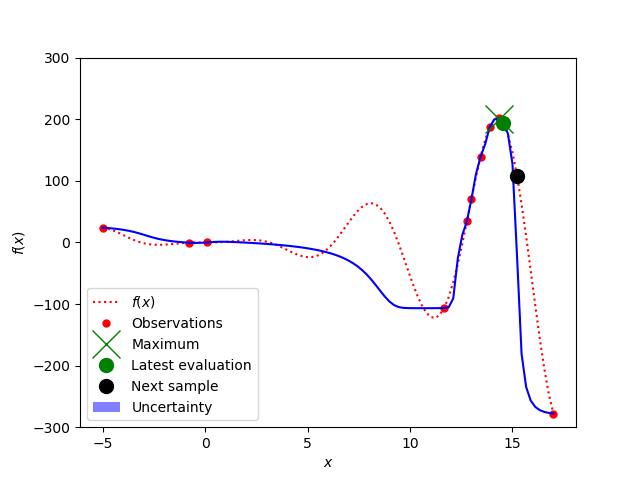 300
200
100
0
−100
−200
−300
f(x)
f(x)
Observations
Maximum
Latest evaluation
Next sample
Uncertainty
−5 0 5 10 15
x